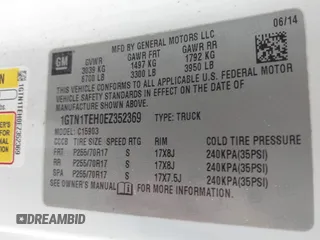 GM
MFD BY GENERAL MOTORS LLC
06/14
GVWR GAWR FRT GAWR RR
3039 KG 1497 KG 1792 KG
6700 LB 3300 LB 3950 LB
THIS VEHICLE CONFORMS TO ALL APPLICABLE U.S. FEDERAL
MOTOR VEHICLE SAFETY STANDARDS IN
EFFECT ON THE DATE OF MANUFACTURE SHOWN ABOVE.
1GTN1TEH0EZ352369 TYPE: TRUCK
MODEL: C15903
TIRE SIZE SPEED RTG RIM COLD TIRE PRESSURE
FRT P255/70R17 S 17X8J 240KPA(35PSI)
RR P255/70R17 S 17X8J 240KPA(35PSI)
SPA P255/70R17 S 17X7.5J 240KPA(35PSI)
SEE OWNER'S MANUAL FOR
1GTN1TEH0EZ352369
DREAMBID